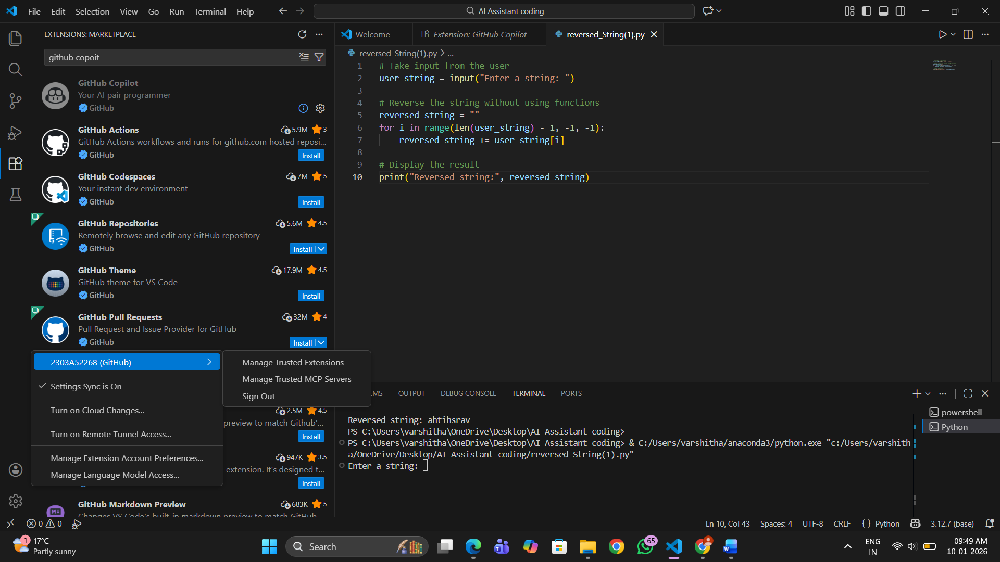 File Edit Selection View Go Run Terminal Help
AI Assistant coding
EXTENSIONS: MARKETPLACE
github copoit
GitHub Copilot
Your AI pair programmer
GitHub
GitHub Actions 5.9M 3
GitHub Actions workflows and runs for github.com hosted reposi...
GitHub Install
GitHub Codespaces 7M 5
Your instant dev environment
GitHub Install
GitHub Repositories 5.6M 4.5
Remotely browse and edit any GitHub repository
GitHub Install
GitHub Theme 17.9M 4.5
GitHub theme for VS Code
GitHub Install
GitHub Pull Requests 32M 4
Pull Request and Issue Provider for GitHub
GitHub Install
2303A52268 (GitHub)
Settings Sync is On
Turn on Cloud Changes...
Turn on Remote Tunnel Access...
Manage Extension Account Preferences...
Manage Language Model Access...
Manage Trusted Extensions
Manage Trusted MCP Servers
Sign Out
2.5M 4.5
preview to match Github'...
Install
947K 3.5
extension. It's designed t...
Install
GitHub Markdown Preview 683K 5
Changes VS Code's built-in markdown preview to match GitHub
Welcome
Extension: GitHub Copilot
reversed_String(1).py
reversed_String(1).py > ...
1 # Take input from the user
2 user_string = input("Enter a string: ")
3
4 # Reverse the string without using functions
5 reversed_string = ""
6 for i in range(len(user_string) - 1, -1, -1):
7 reversed_string += user_string[i]
8
9 # Display the result
10 print("Reversed string:", reversed_string)
EMS OUTPUT DEBUG CONSOLE TERMINAL PORTS
Reversed string: ahtihsrav
PS C:\Users\varshitha\OneDrive\Desktop\AI Assistant coding>
PS C:\Users\varshitha\OneDrive\Desktop\AI Assistant coding> & C:/Users/varshitha/anaconda3/python.exe "c:/Users/varshith
a/OneDrive/Desktop/AI Assistant coding/reversed_String(1).py"
Enter a string:
powershell
Python
0 0
Ln 10, Col 43 Spaces: 4 UTF-8 CRLF { } Python 3.12.7 (base)
1
17°C
Partly sunny
Search
65
ENG
IN
09:49 AM
10-01-2026